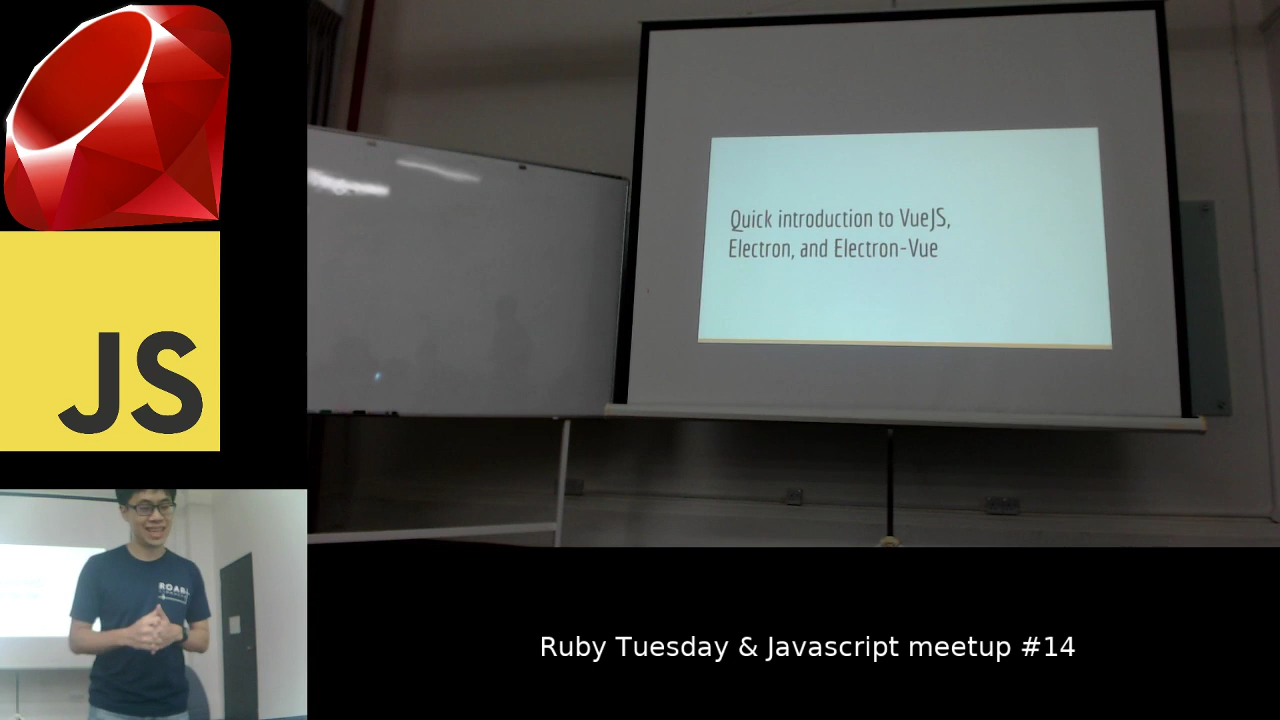 JS
Quick introduction to VueJS,
Electron, and Electron-Vue
Ruby Tuesday & Javascript meetup #14